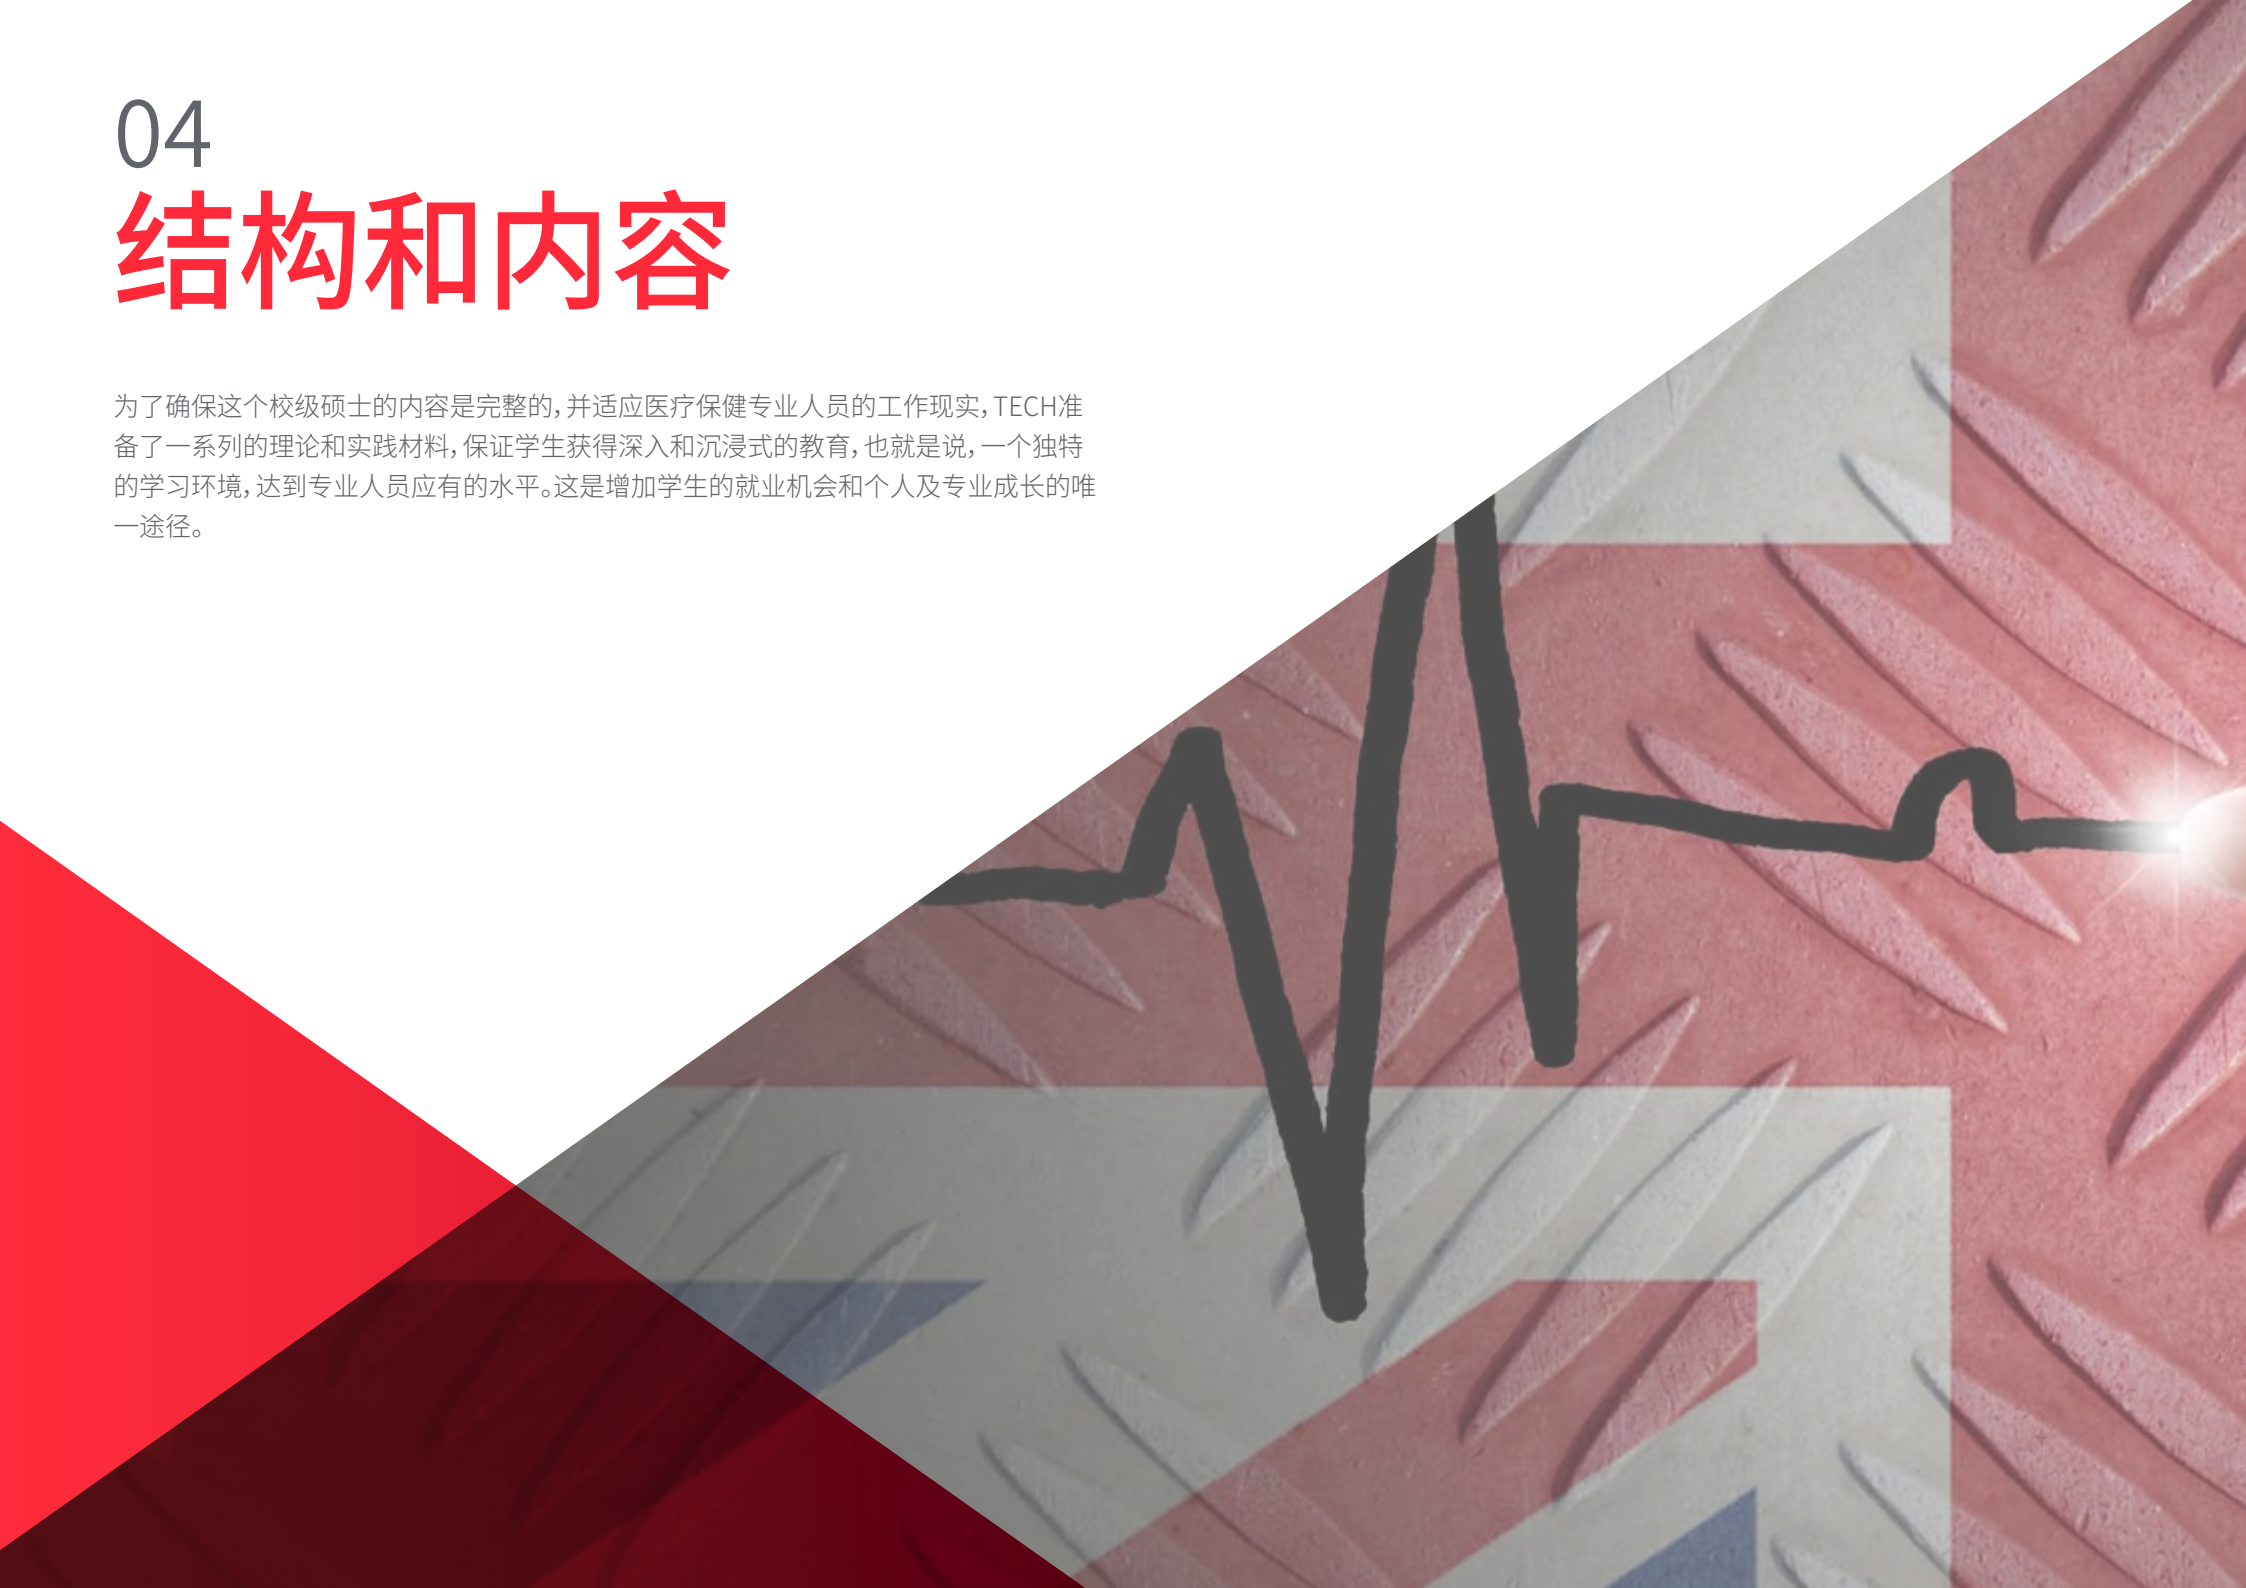 04
结构和内容
为了确保这个校级硕士的内容是完整的，并适应医疗保健专业人员的工作现实，TECH准
备了一系列的理论和实践材料，保证学生获得深入和沉浸式的教育，也就是说，一个独特
的学习环境，达到专业人员应有的水平。这是增加学生的就业机会和个人及专业成长的唯
一途径。